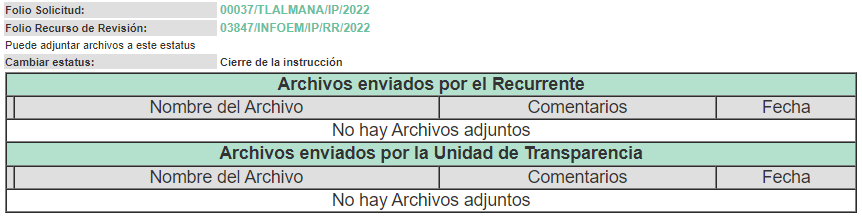 Folio Solicitud: 00037/TLALMANA/IP/2022
Folio Recurso de Revisión: 03847/INFOEM/IP/RR/2022
Puede adjuntar archivos a este estatus
Cambiar estatus: Cierre de la instrucción
Archivos enviados por el Recurrente
Nombre del Archivo Comentarios Fecha
No hay Archivos adjuntos
Archivos enviados por la Unidad de Transparencia
Nombre del Archivo Comentarios Fecha
No hay Archivos adjuntos